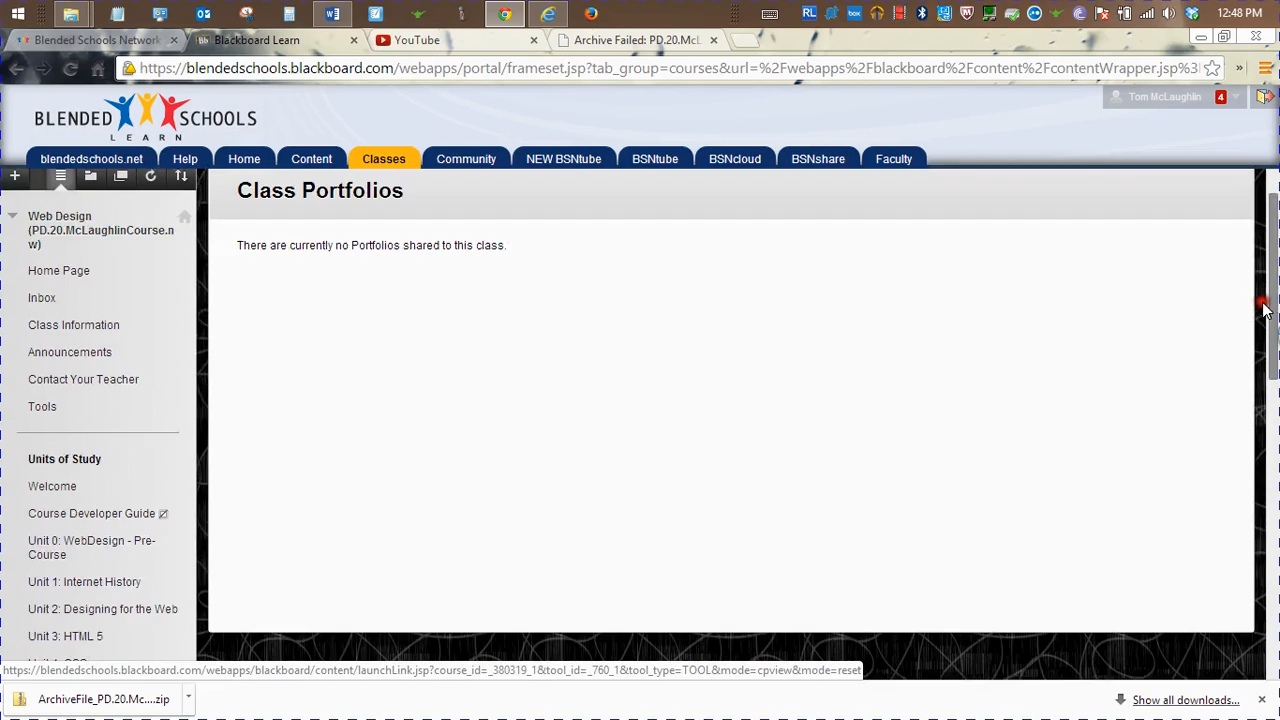 12:48 PM
Blended Schools Network
Blackboard Learn
YouTube
Archive Failed: PD.20.McL
https://blendedschools.blackboard.com/webapps/portal/frameset.jsp?tab_group=courses&url=%2Fwebapps%2Fblackboard%2Fcontent%2FcontentWrapper.jsp%3
Tom McLaughlin 4
BLENDED SCHOOLS
LEARN
blendedschools.net Help Home Content Classes Community NEW BSNtube BSNtube BSNcloud BSNshare Faculty
Class Portfolios
There are currently no Portfolios shared to this class.
Web Design
(PD.20.McLaughlinCourse.n
w)
Home Page
Inbox
Class Information
Announcements
Contact Your Teacher
Tools
Units of Study
Welcome
Course Developer Guide
Unit 0: WebDesign - Pre-
Course
Unit 1: Internet History
Unit 2: Designing for the Web
Unit 3: HTML 5
https://blendedschools.blackboard.com/webapps/blackboard/content/launchLink.jsp?course_id=_380319_1&tool_id=_760_1&tool_type=TOOL&mode=cpview&mode=reset
ArchiveFile_PD.20.Mc....zip
Show all downloads...